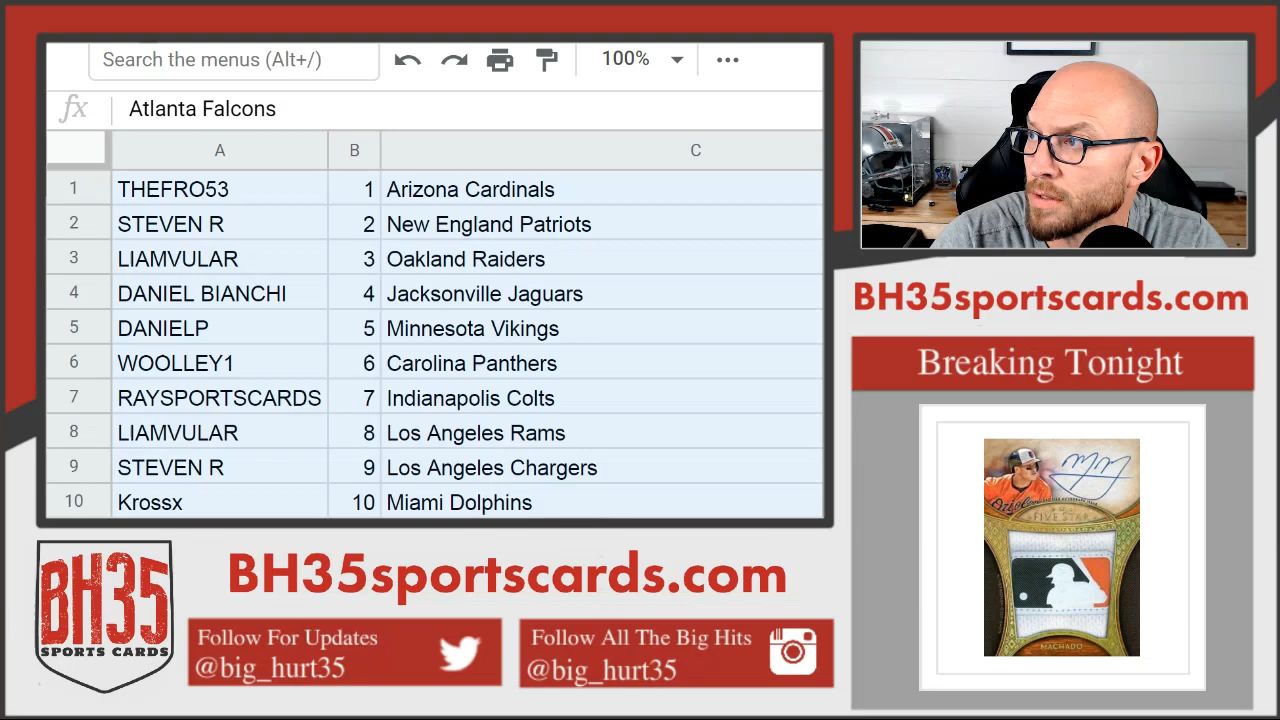 Search the menus (Alt+/)
100%
fx Atlanta Falcons
A B C
1 THEFRO53 1 Arizona Cardinals
2 STEVEN R 2 New England Patriots
3 LIAMVULAR 3 Oakland Raiders
4 DANIEL BIANCHI 4 Jacksonville Jaguars
5 DANIELP 5 Minnesota Vikings
6 WOOLLEY1 6 Carolina Panthers
7 RAYSPORTSCARDS 7 Indianapolis Colts
8 LIAMVULAR 8 Los Angeles Rams
9 STEVEN R 9 Los Angeles Chargers
10 Krossx 10 Miami Dolphins
BH35sportscards.com
Breaking Tonight
FIVE STAR
MACHADO
BH35
SPORTS CARDS
BH35sportscards.com
Follow For Updates
@big_hurt35
Follow All The Big Hits
@big_hurt35